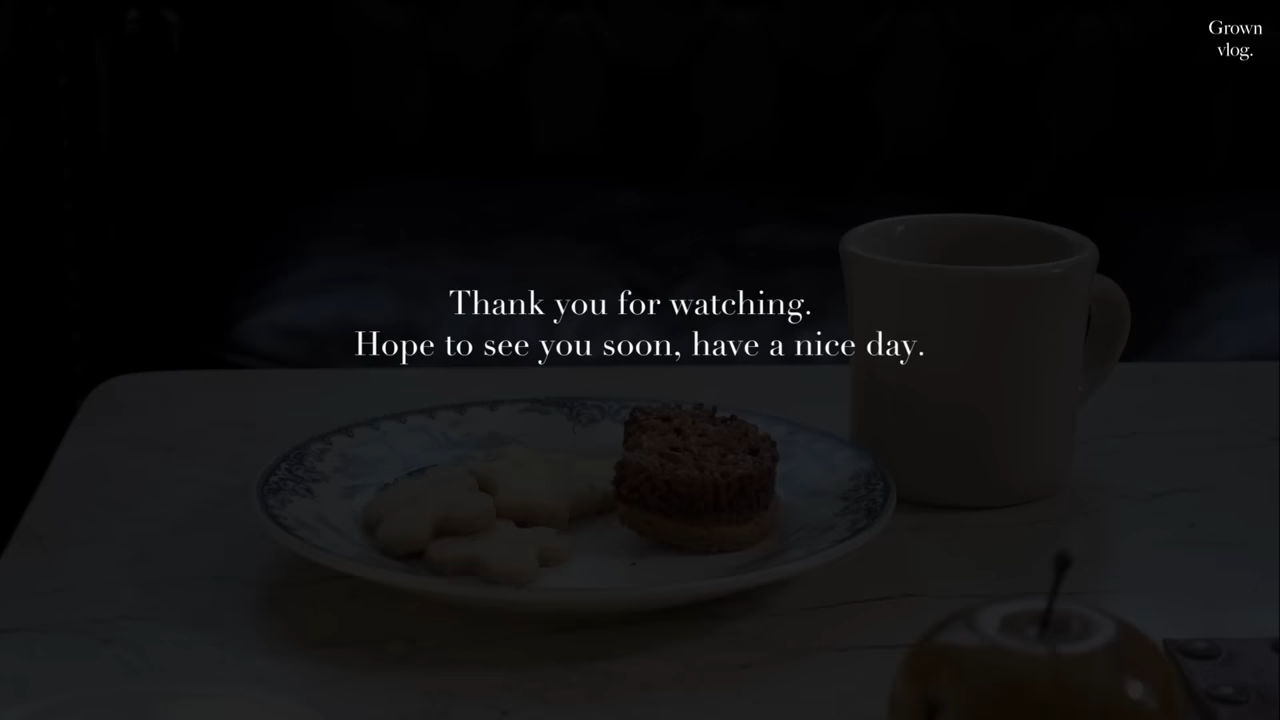 Grown
vlog.
Thank you for watching.
Hope to see you soon, have a nice day.